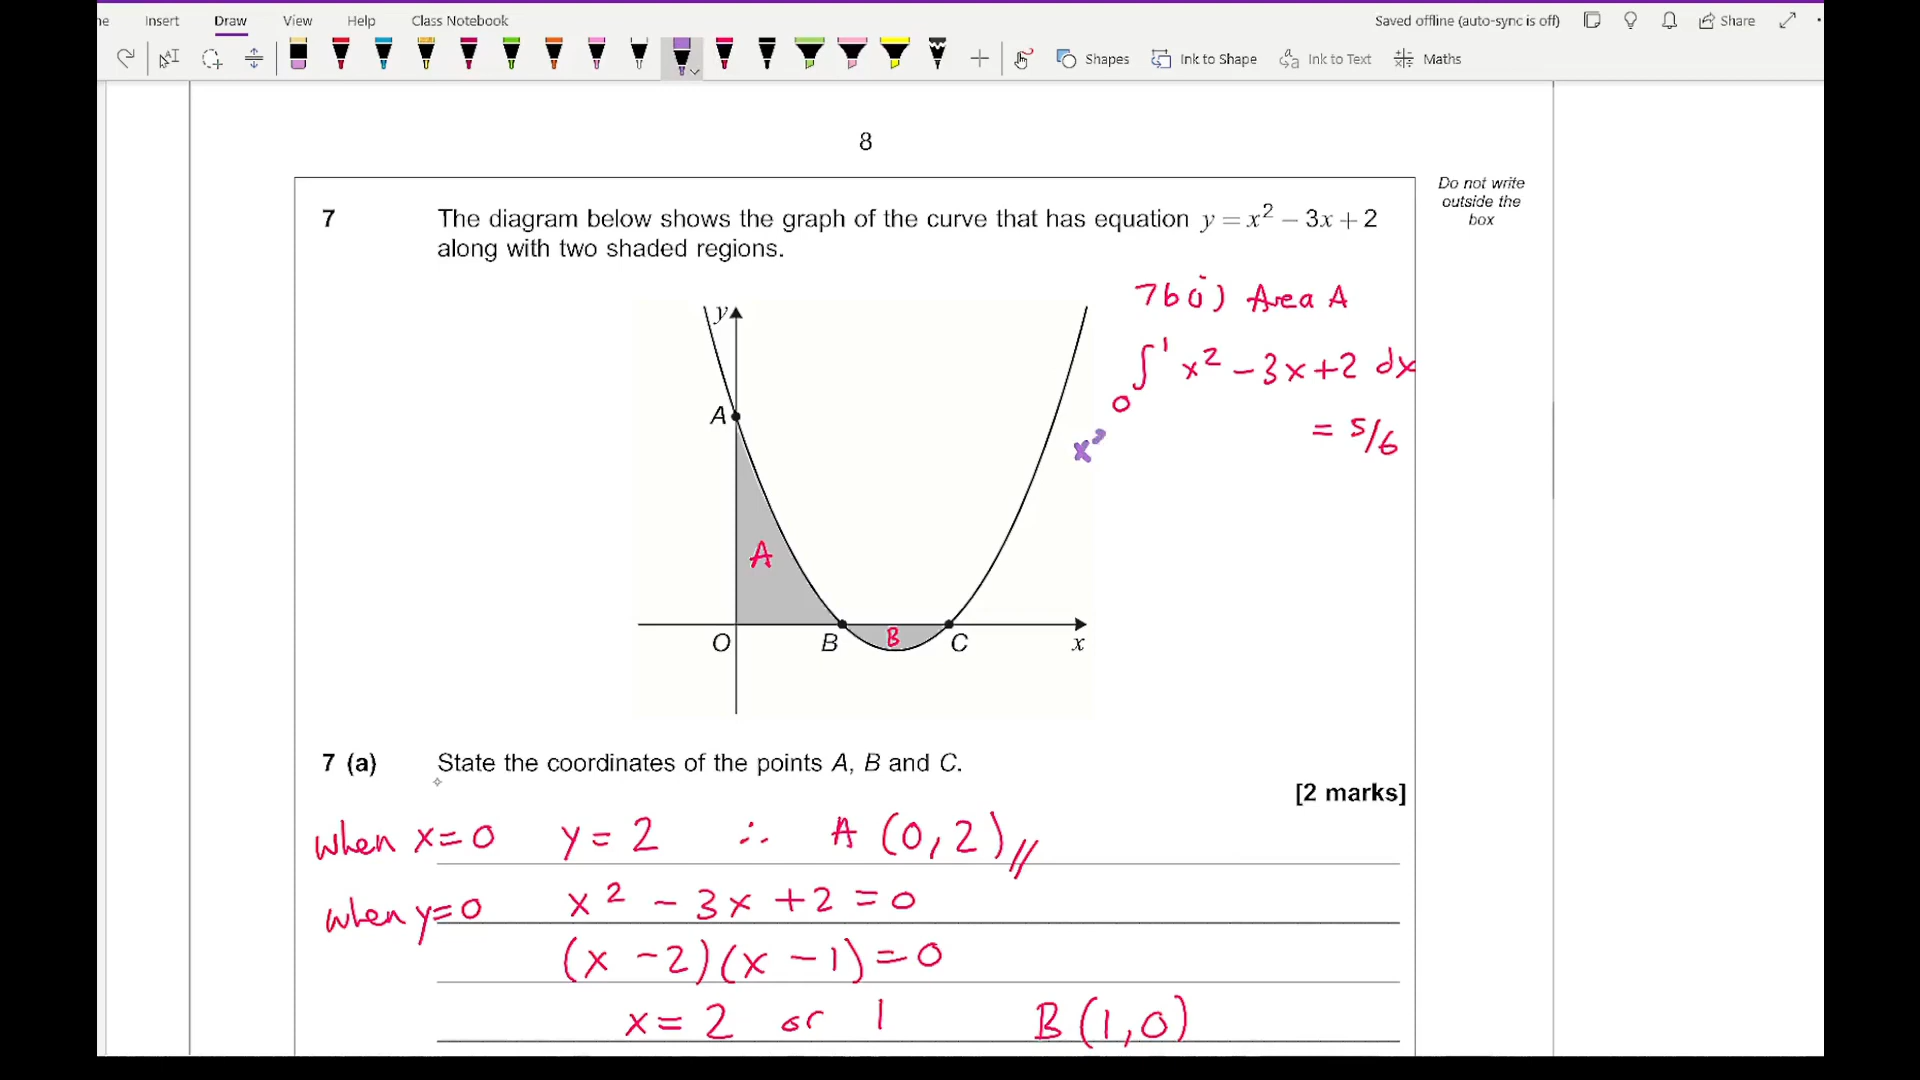 Insert Draw View Help Class Notebook Saved offline (auto-sync is off) Share
Shapes Ink to Shape Ink to Text Maths
8
Do not write
outside the
box
7 The diagram below shows the graph of the curve that has equation y = x² − 3x + 2
along with two shaded regions.
7b i) Area A
∫₀¹ x² − 3x + 2 dx
= 5/6
x²
y
A
A
O B B C x
7 (a) State the coordinates of the points A, B and C.
[2 marks]
when x=0 y = 2 ∴ A (0,2)//
when y=0 x² − 3x + 2 = 0
(x − 2)(x − 1) = 0
x = 2 or 1 B (1,0)